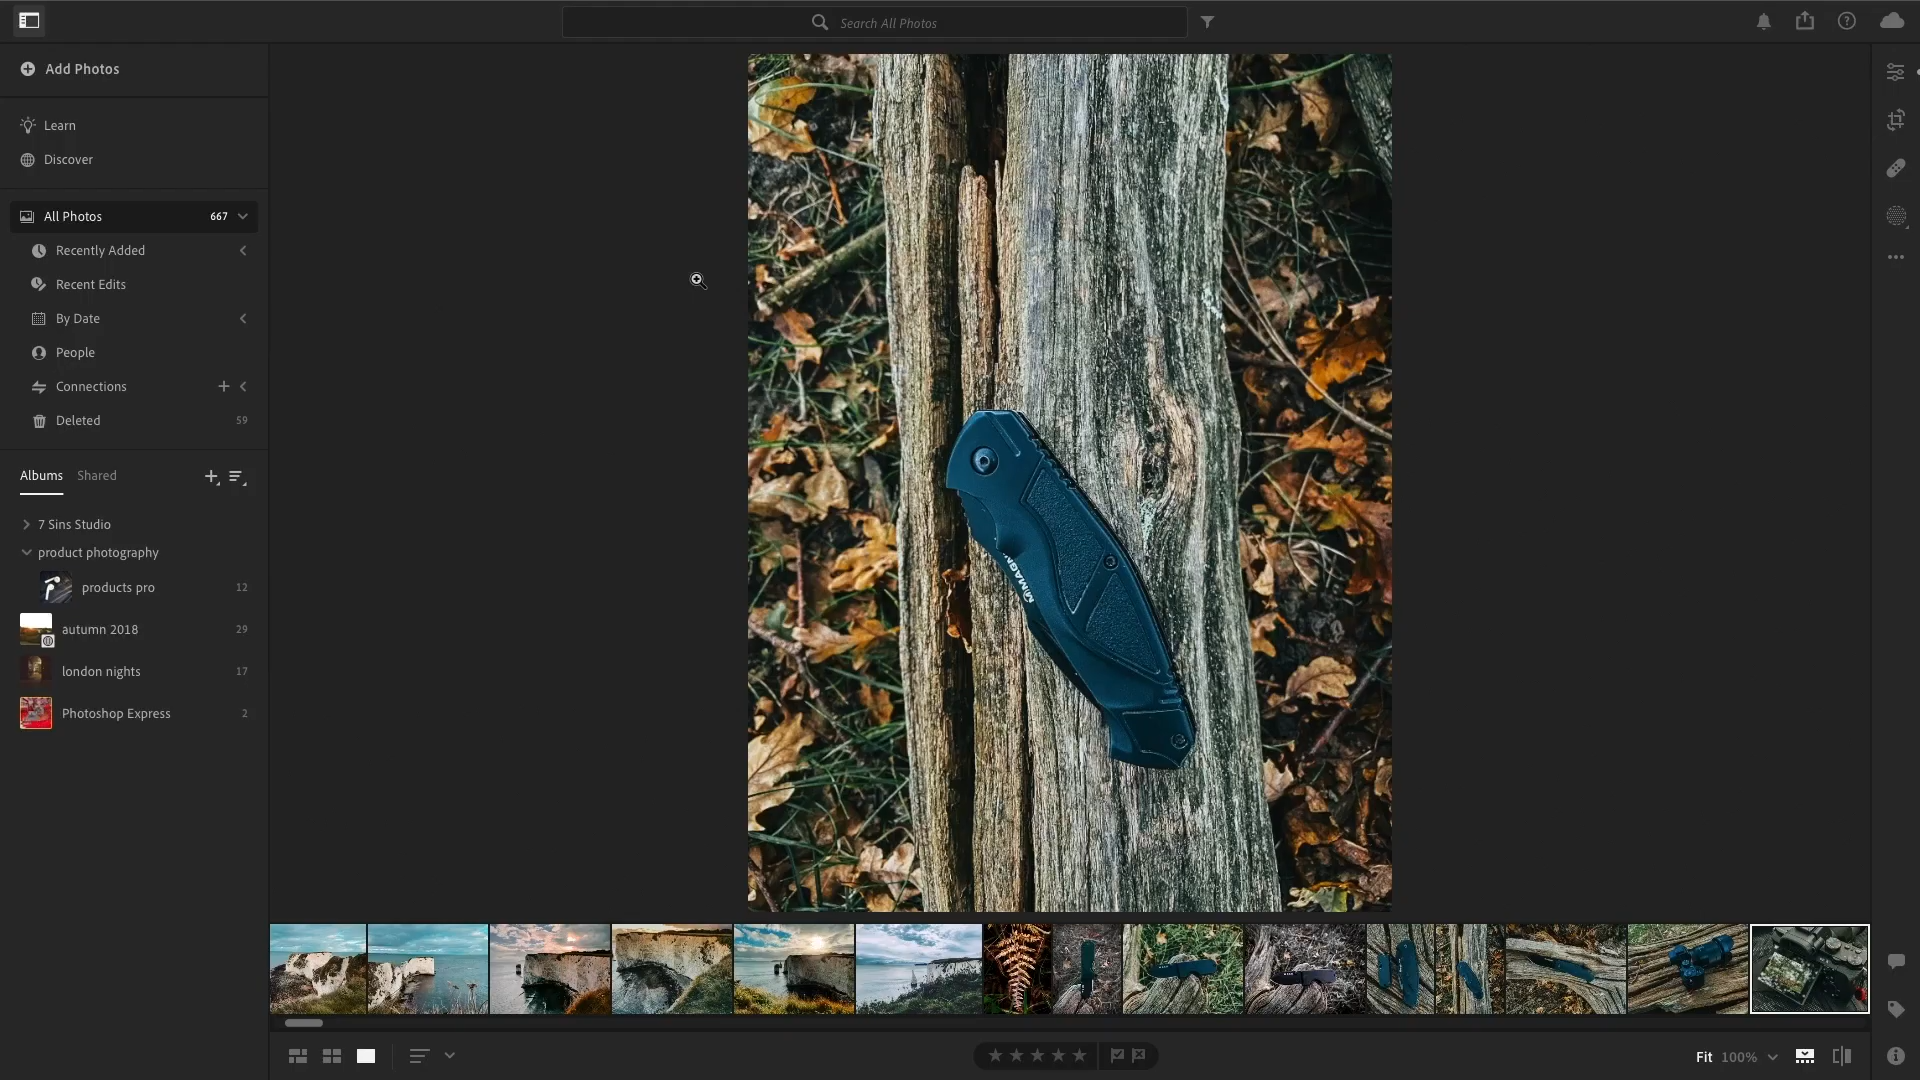 Search All Photos
Add Photos
Learn
Discover
All Photos 667
Recently Added
Recent Edits
By Date
People
Connections
Deleted 59
Albums Shared
7 Sins Studio
product photography
products pro 12
autumn 2018 29
london nights 17
Photoshop Express 2
MAGNUM
Fit 100%